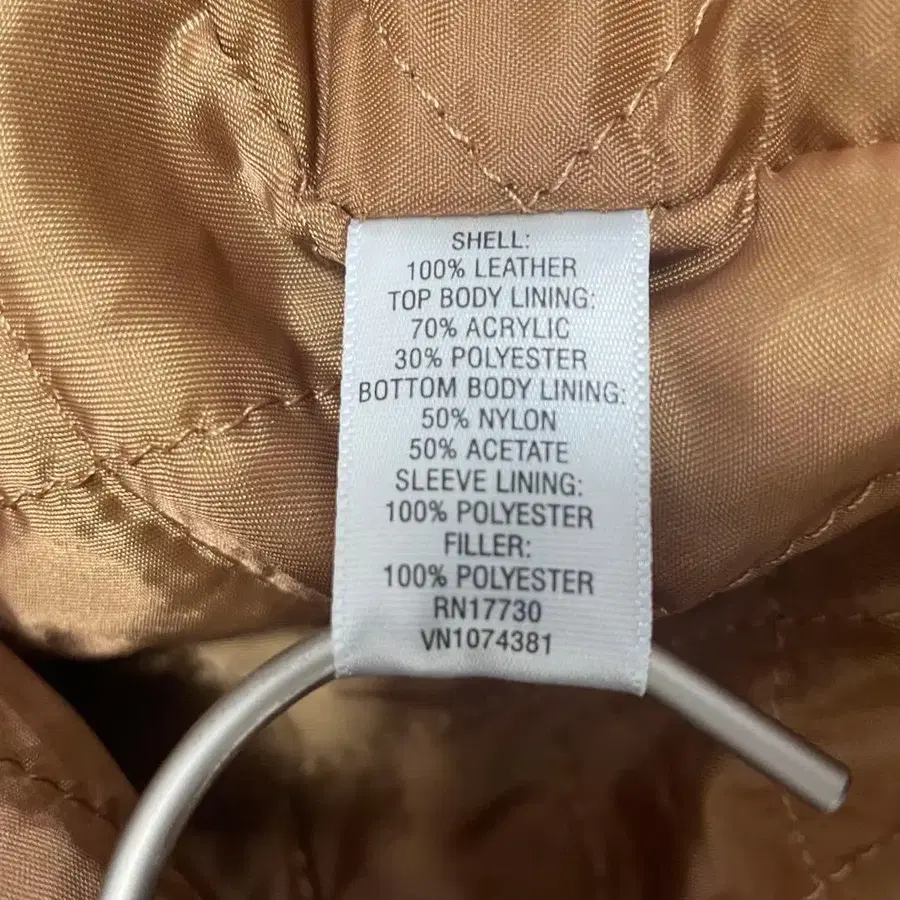 SHELL:
100% LEATHER
TOP BODY LINING:
70% ACRYLIC
30% POLYESTER
BOTTOM BODY LINING:
50% NYLON
50% ACETATE
SLEEVE LINING:
100% POLYESTER
FILLER:
100% POLYESTER
RN17730
VN1074381